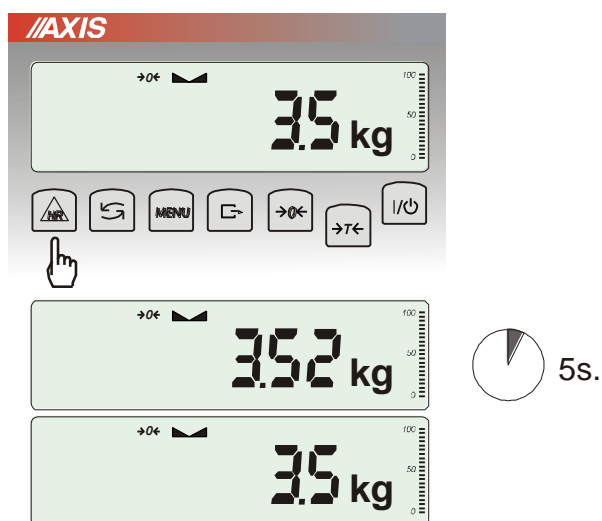 //AXIS
→0← 100
50
3.5 kg
0
HR MENU →0← →T← I/⏻
→0← 100
50
3.52 kg
0
5s.
→0← 100
50
3.5 kg
0